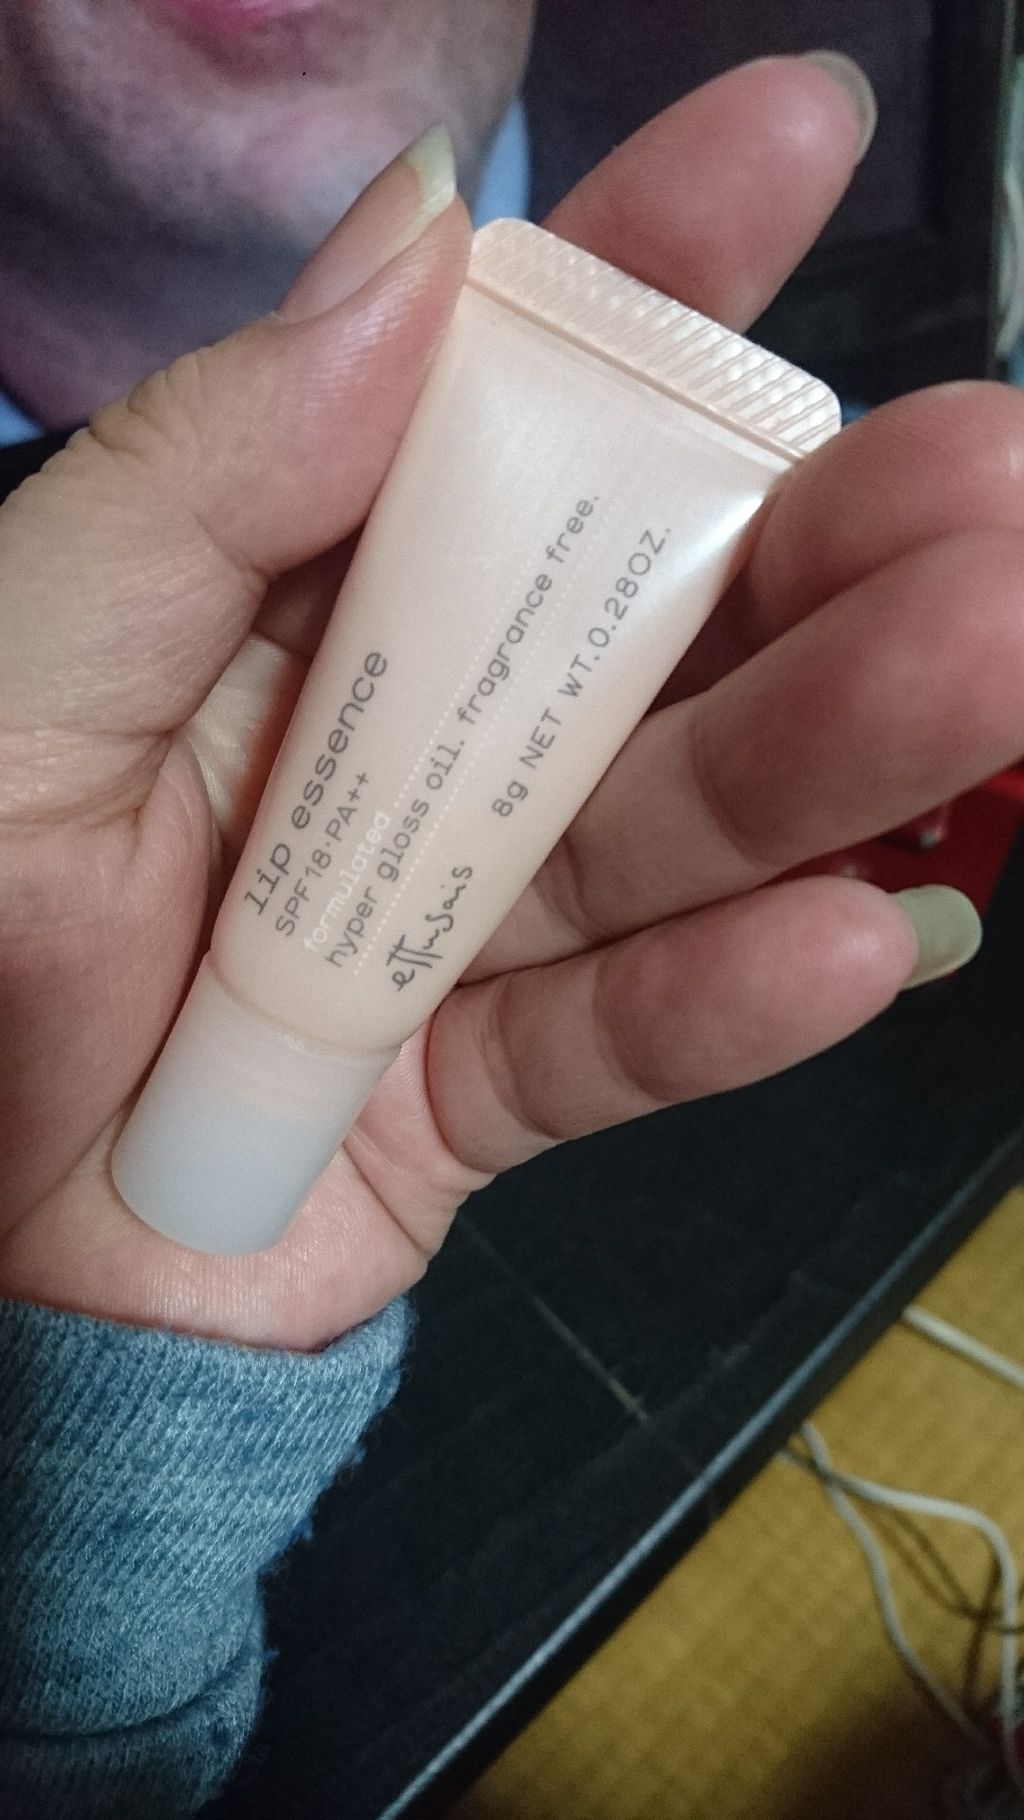 lip essence
SPF18·PA++
formulated
hyper gloss oil. fragrance free.
8g NET WT.0.28OZ.
ettusais